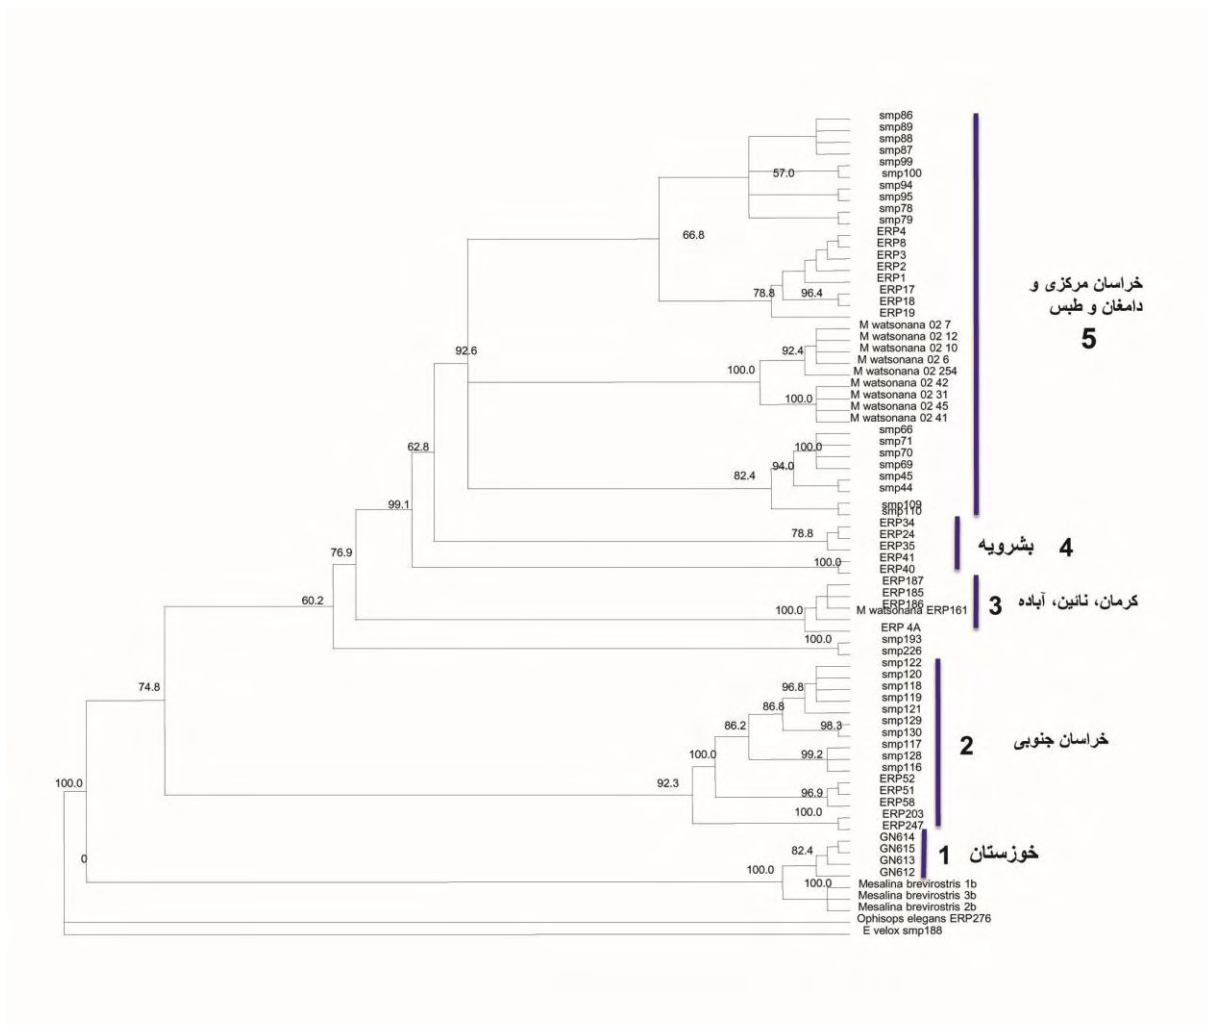 smp86
smp89
smp88
smp87
smp99
57.0
smp100
smp94
smp95
smp78
smp79
ERP4
66.8
ERP8
ERP3
ERP2
ERP1
ERP17
78.8
96.4
ERP18
ERP19
خراسان مرکزی و
دامغان و طبس
5
M watsonana 02 7
M watsonana 02 12
92.6
92.4
M watsonana 02 10
M watsonana 02 6
100.0
M watsonana 02 254
M watsonana 02 42
M watsonana 02 31
100.0
M watsonana 02 45
M watsonana 02 41
smp66
smp71
62.8
100.0
smp70
94.0
smp69
82.4
smp45
smp44
99.1
smp109
smp110
ERP34
78.8
ERP24
ERP35
بشرویه 4
76.9
ERP41
100.0
ERP40
ERP187
ERP185
60.2
ERP186
100.0
M watsonana ERP161
3 کرمان، نائین، آباده
ERP 4A
100.0
smp193
smp226
smp122
smp120
74.8
96.8
smp118
smp119
86.8
smp121
86.2
98.3
smp129
smp130
2 خراسان جنوبی
smp117
100.0
99.2
smp128
smp116
92.3
ERP52
100.0
96.9
ERP51
ERP58
100.0
ERP203
ERP247
GN614
82.4
GN615
0
GN613
1 خوزستان
100.0
GN612
100.0
Mesalina brevirostris 1b
Mesalina brevirostris 3b
Mesalina brevirostris 2b
Ophisops elegans ERP276
E velox smp188